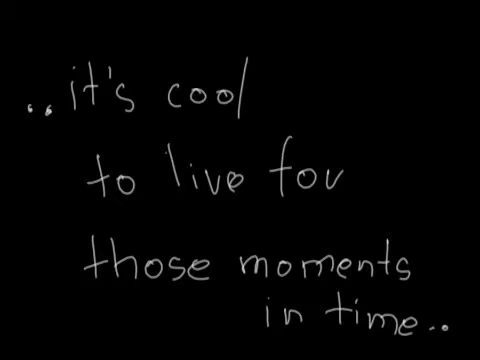 ..it's cool
to live for
those moments
in time..